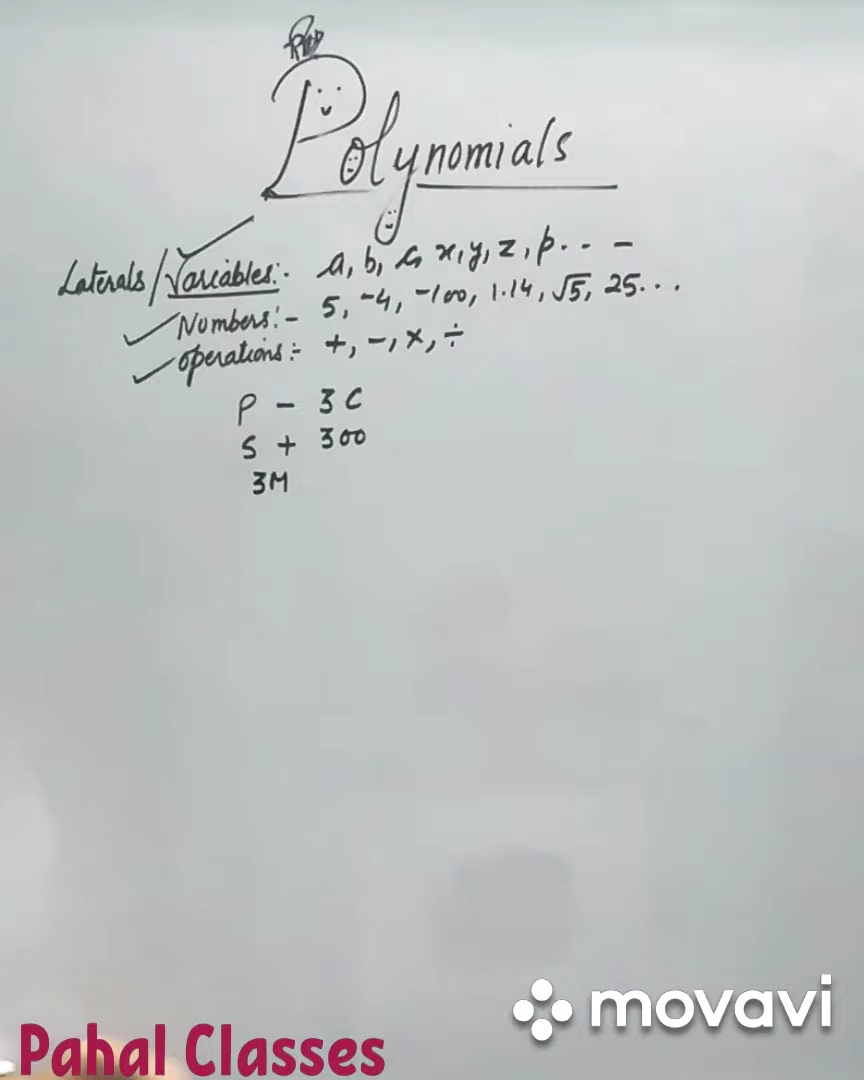 Polynomials
Laterals/Variables:- a, b, c, x, y, z, p... -
Numbers:- 5, -4, -100, 1.14, √5, 25...
operations:- +, -, ×, ÷
P - 3C
S + 300
3M
movavi
Pahal Classes